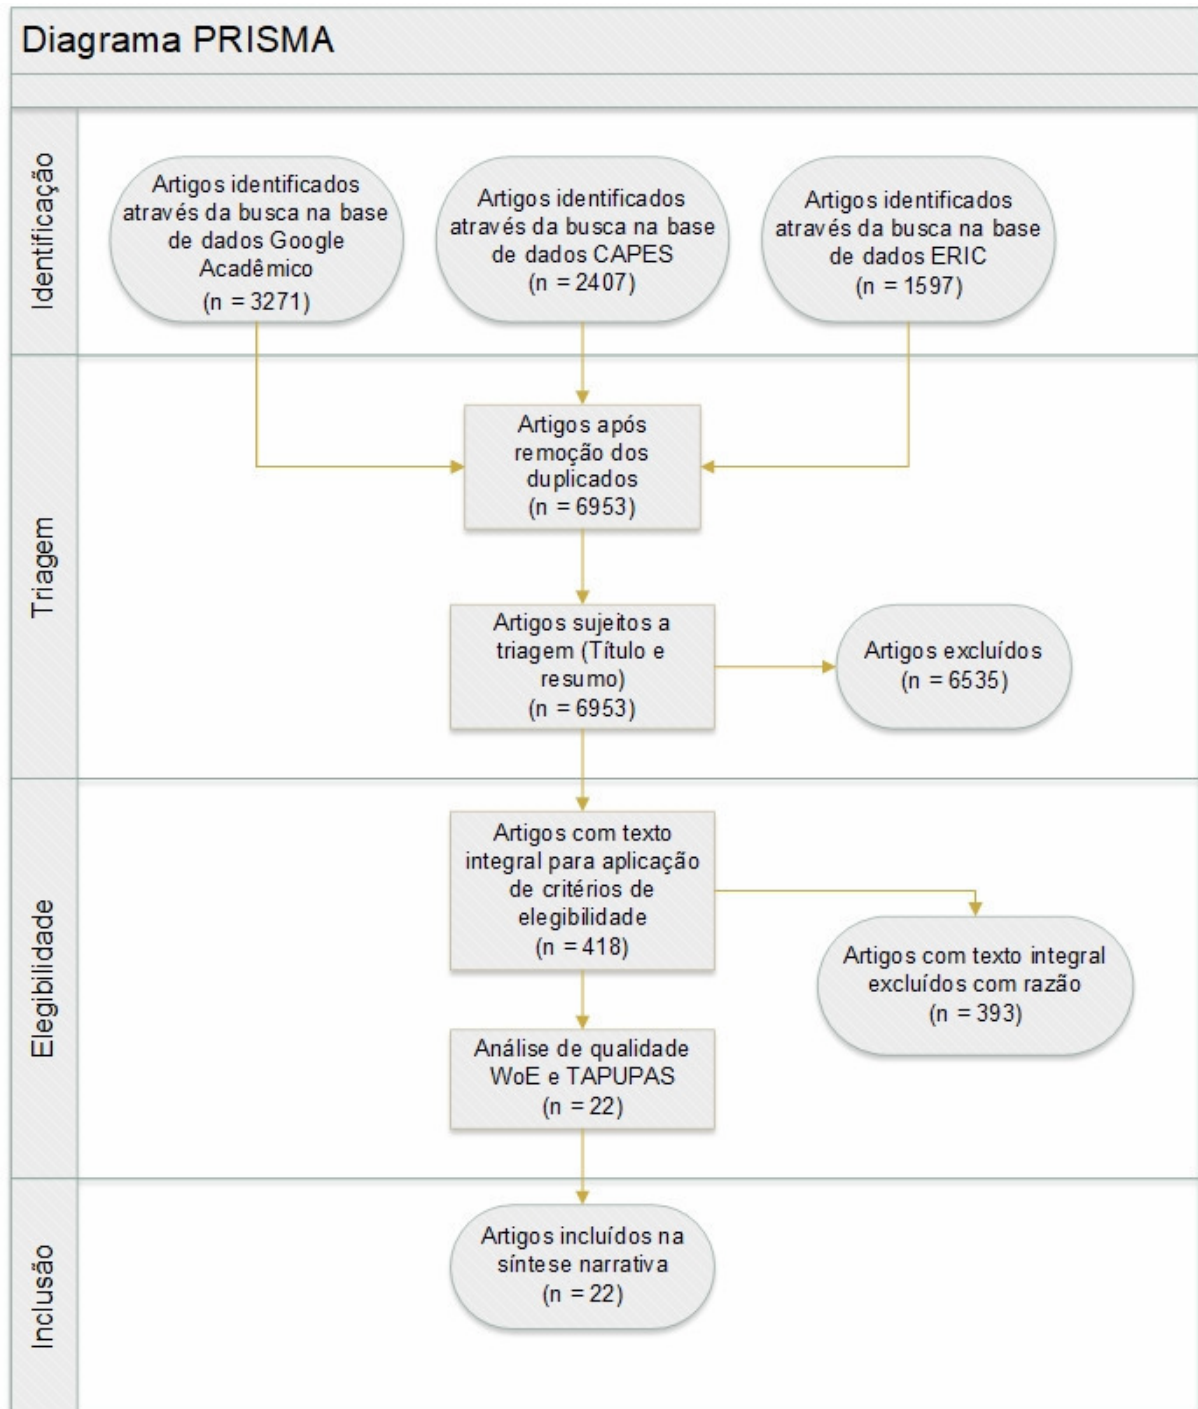 Diagrama PRISMA
Identificação
Artigos identificados
através da busca na base
de dados Google
Acadêmico
(n = 3271)
Artigos identificados
através da busca na base
de dados CAPES
(n = 2407)
Artigos identificados
através da busca na base
de dados ERIC
(n = 1597)
Triagem
Artigos após
remoção dos
duplicados
(n = 6953)
Artigos sujeitos a
triagem (Título e
resumo)
(n = 6953)
Artigos excluídos
(n = 6535)
Elegibilidade
Artigos com texto
integral para aplicação
de critérios de
elegibilidade
(n = 418)
Artigos com texto integral
excluídos com razão
(n = 393)
Análise de qualidade
WoE e TAPUPAS
(n = 22)
Inclusão
Artigos incluídos na
síntese narrativa
(n = 22)